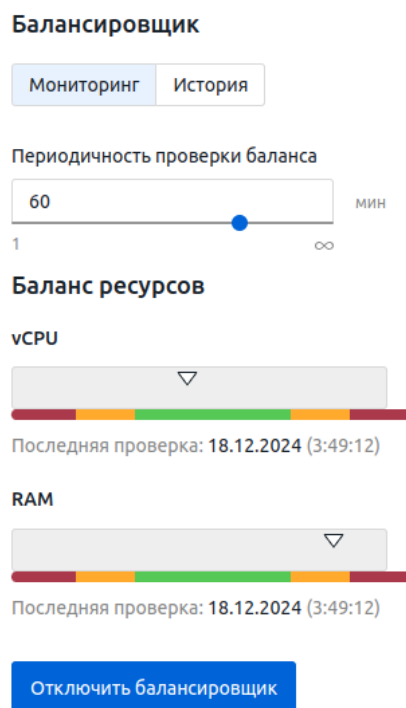 Балансировщик
Мониторинг История
Периодичность проверки баланса
60 мин
1 ∞
Баланс ресурсов
vCPU
Последняя проверка: 18.12.2024 (3:49:12)
RAM
Последняя проверка: 18.12.2024 (3:49:12)
Отключить балансировщик